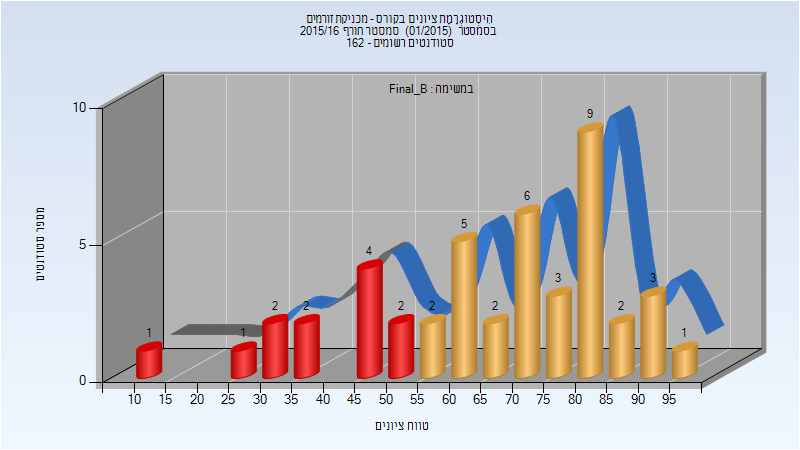 היסטוגרמת ציונים בקורס - מכניקת זורמים
בסמסטר (01/2015) סמסטר חורף 2015/16
סטודנטים רשומים - 162
במשימה : Final_B
מספר סטודנטים
10
5
0
1
1
2
2
4
2
2
5
2
6
3
9
2
3
1
10 15 20 25 30 35 40 45 50 55 60 65 70 75 80 85 90 95
טווח ציונים